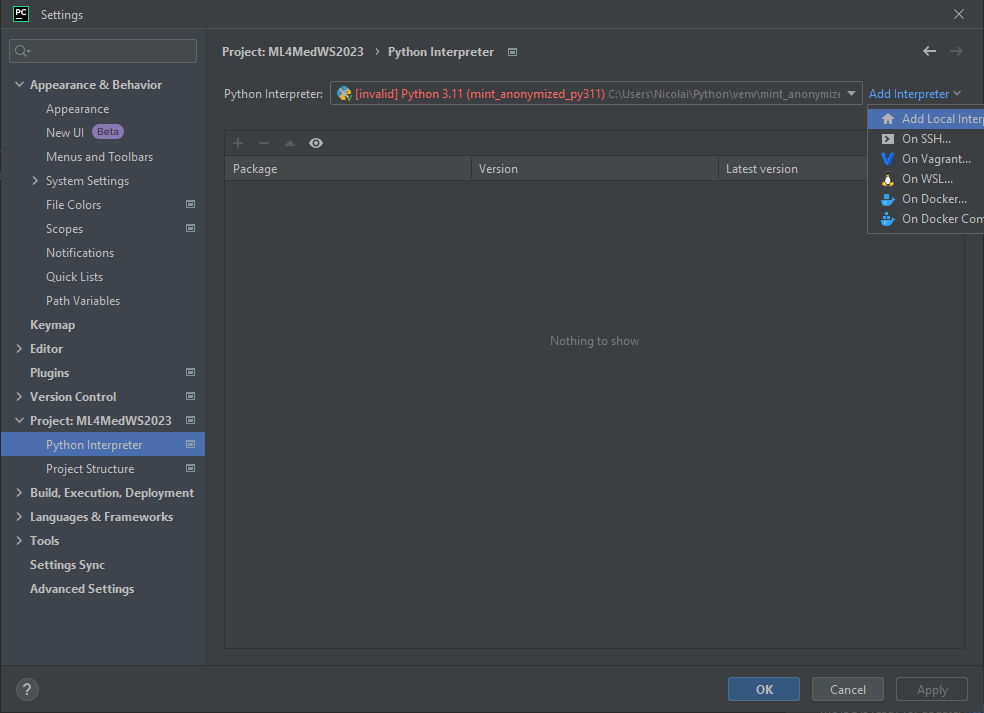 PC Settings
Project: ML4MedWS2023 › Python Interpreter
Python Interpreter: [invalid] Python 3.11 (mint_anonymized_py311) C:\Users\Nicolai\Python\venv\mint_anonymize
Add Interpreter
Add Local Interp
On SSH...
On Vagrant...
On WSL...
On Docker...
On Docker Com
Package Version Latest version
Nothing to show
Appearance & Behavior
Appearance
New UI Beta
Menus and Toolbars
System Settings
File Colors
Scopes
Notifications
Quick Lists
Path Variables
Keymap
Editor
Plugins
Version Control
Project: ML4MedWS2023
Python Interpreter
Project Structure
Build, Execution, Deployment
Languages & Frameworks
Tools
Settings Sync
Advanced Settings
? OK Cancel Apply